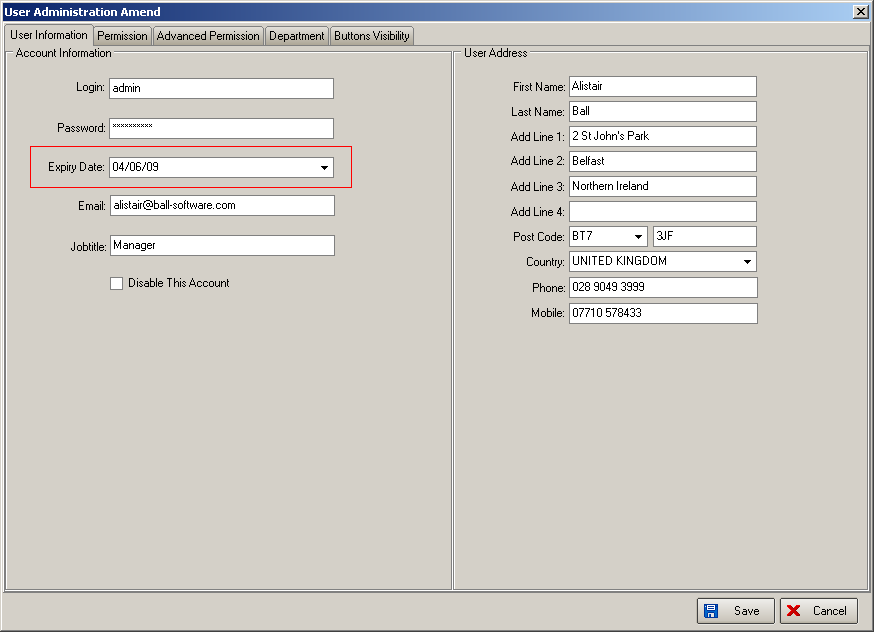 User Administration Amend
User Information Permission Advanced Permission Department Buttons Visibility
Account Information
Login: admin
Password: **********
Expiry Date: 04/06/09
Email: alistair@ball-software.com
Jobtitle: Manager
Disable This Account
User Address
First Name: Alistair
Last Name: Ball
Add Line 1: 2 St John's Park
Add Line 2: Belfast
Add Line 3: Northern Ireland
Add Line 4:
Post Code: BT7 3JF
Country: UNITED KINGDOM
Phone: 028 9049 3999
Mobile: 07710 578433
Save Cancel